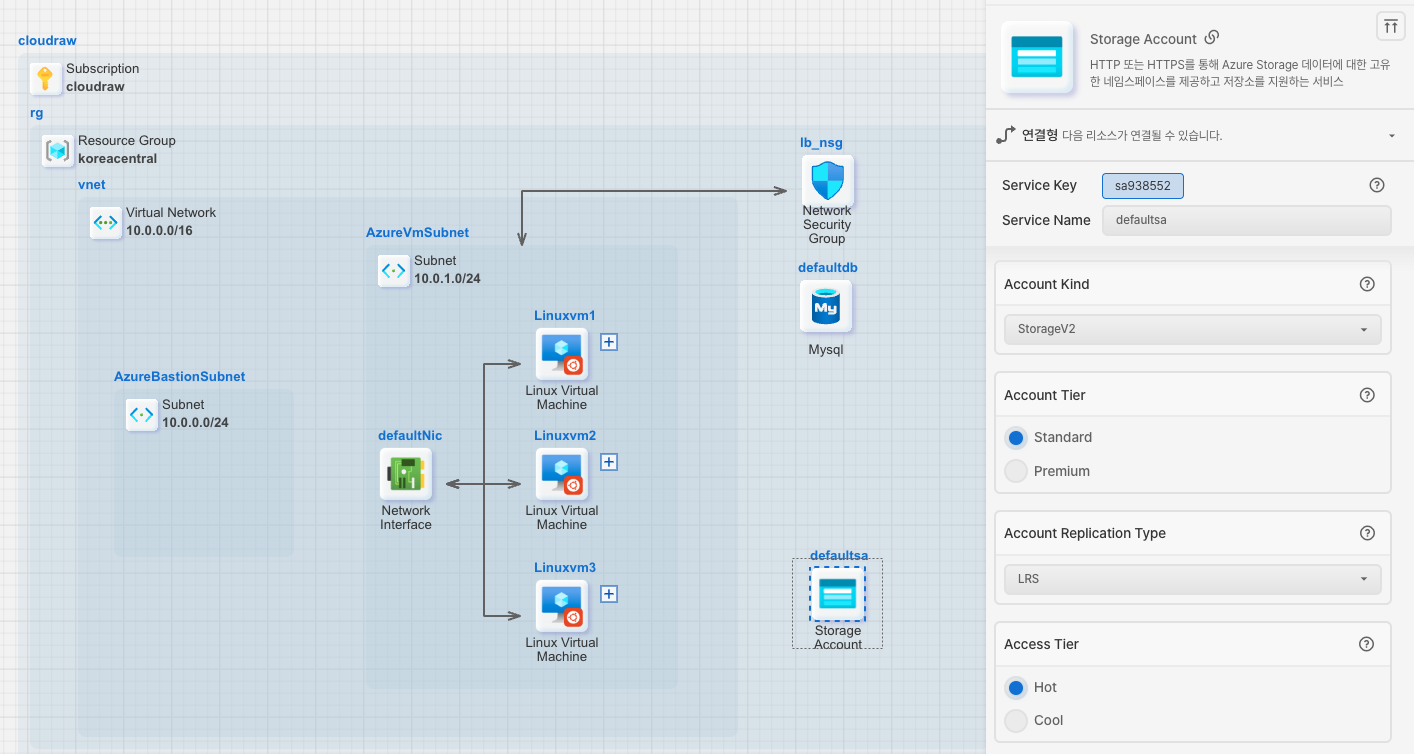 cloudraw
Subscription
cloudraw
rg
Resource Group
koreacentral
vnet
Virtual Network
10.0.0.0/16
AzureBastionSubnet
Subnet
10.0.0.0/24
AzureVmSubnet
Subnet
10.0.1.0/24
Linuxvm1
Linux Virtual
Machine
defaultNic
Network
Interface
Linuxvm2
Linux Virtual
Machine
Linuxvm3
Linux Virtual
Machine
lb_nsg
Network
Security
Group
defaultdb
My
Mysql
defaultsa
Storage
Account
Storage Account
HTTP 또는 HTTPS를 통해 Azure Storage 데이터에 대한 고유
한 네임스페이스를 제공하고 저장소를 지원하는 서비스
연결형 다음 리소스가 연결될 수 있습니다.
Service Key sa938552
Service Name defaultsa
Account Kind
StorageV2
Account Tier
Standard
Premium
Account Replication Type
LRS
Access Tier
Hot
Cool